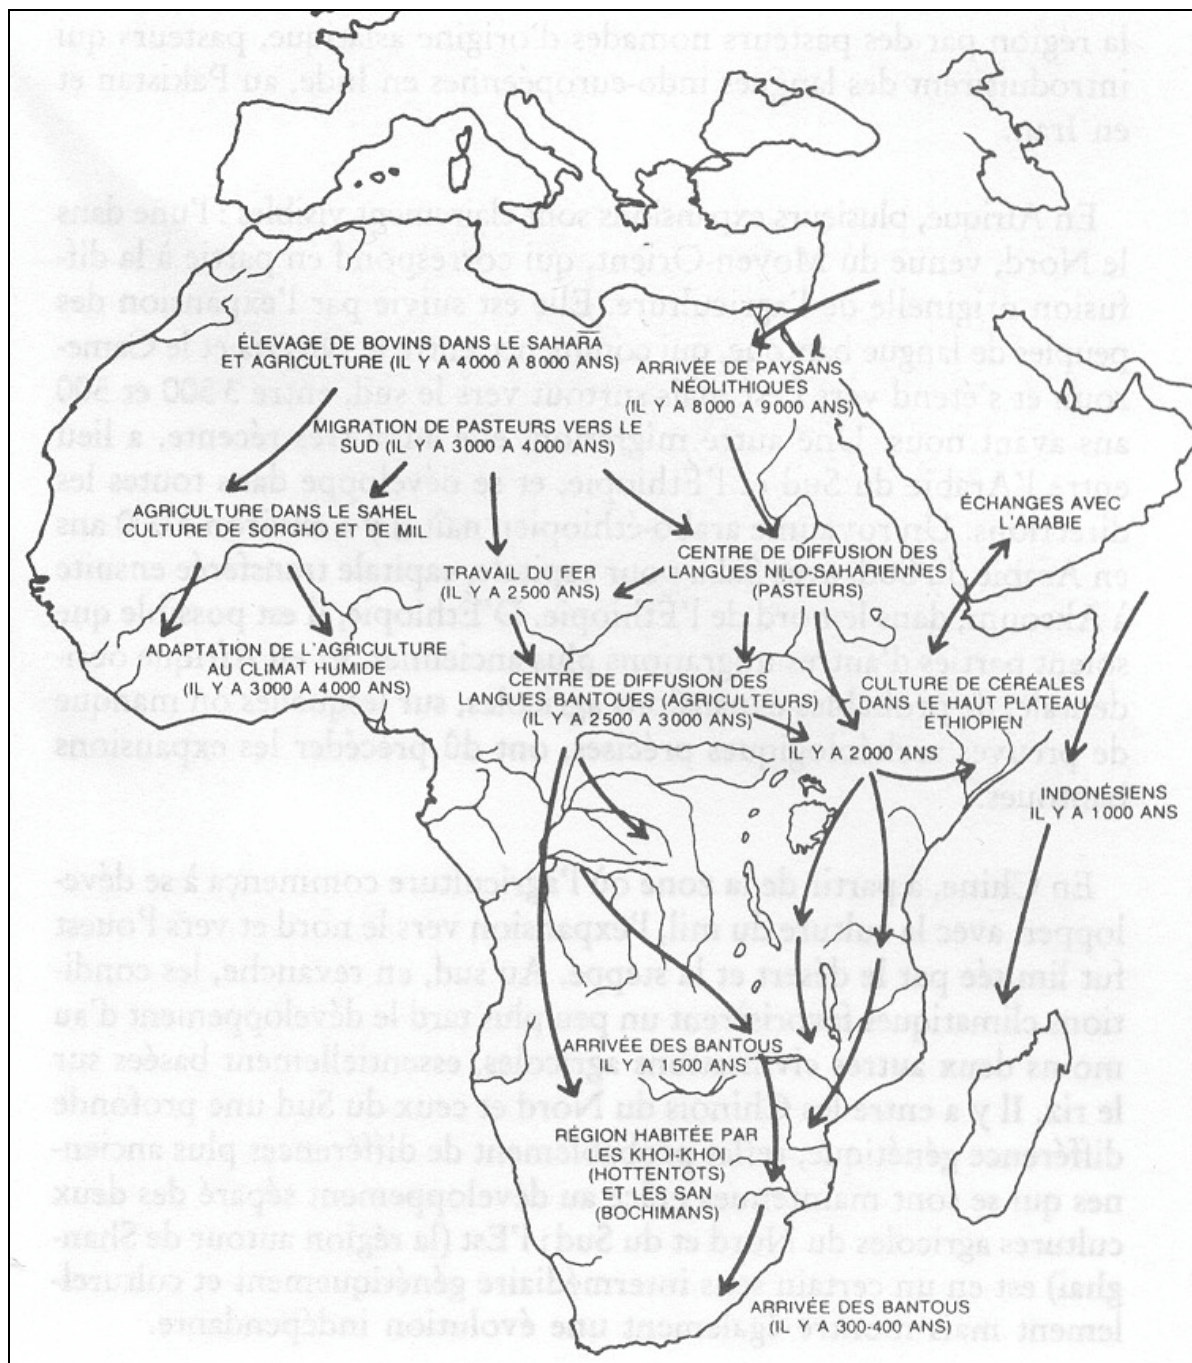 ÉLEVAGE DE BOVINS DANS LE SAHARA
ET AGRICULTURE (IL Y A 4000 A 8000 ANS)
ARRIVÉE DE PAYSANS
NÉOLITHIQUES
(IL Y A 8000 A 9000 ANS)
MIGRATION DE PASTEURS VERS LE
SUD (IL Y A 3000 A 4000 ANS)
AGRICULTURE DANS LE SAHEL
CULTURE DE SORGHO ET DE MIL
ÉCHANGES AVEC
L'ARABIE
TRAVAIL DU FER
(IL Y A 2500 ANS)
CENTRE DE DIFFUSION DES
LANGUES NILO-SAHARIENNES
(PASTEURS)
ADAPTATION DE L'AGRICULTURE
AU CLIMAT HUMIDE
(IL Y A 3000 A 4000 ANS)
CENTRE DE DIFFUSION DES
LANGUES BANTOUES (AGRICULTEURS)
(IL Y A 2500 A 3000 ANS)
CULTURE DE CÉRÉALES
DANS LE HAUT PLATEAU
ÉTHIOPIEN
IL Y A 2000 ANS
INDONÉSIENS
IL Y A 1000 ANS
ARRIVÉE DES BANTOUS
(IL Y A 1500 ANS)
RÉGION HABITÉE PAR
LES KHOI-KHOI
(HOTTENTOTS)
ET LES SAN
(BOCHIMANS)
ARRIVÉE DES BANTOUS
(IL Y A 300-400 ANS)